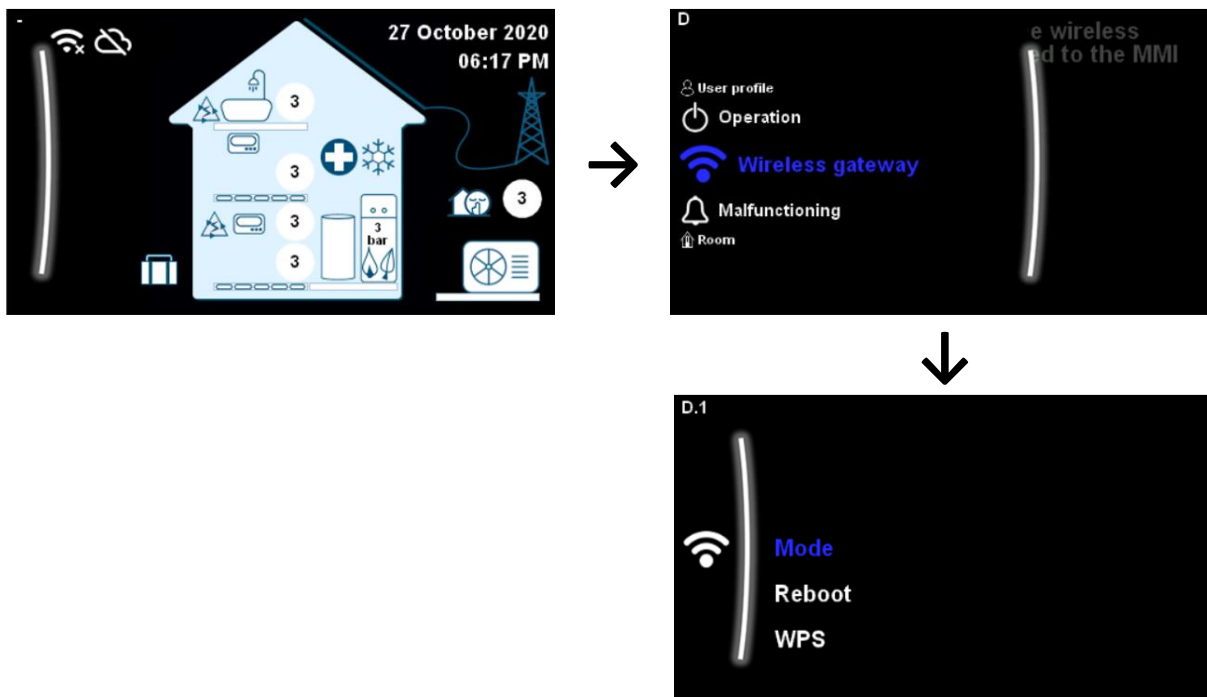 -
27 October 2020
06:17 PM
3
3
3
3
bar
3
3
D
e wireless
ed to the MMI
User profile
Operation
Wireless gateway
Malfunctioning
Room
D.1
Mode
Reboot
WPS